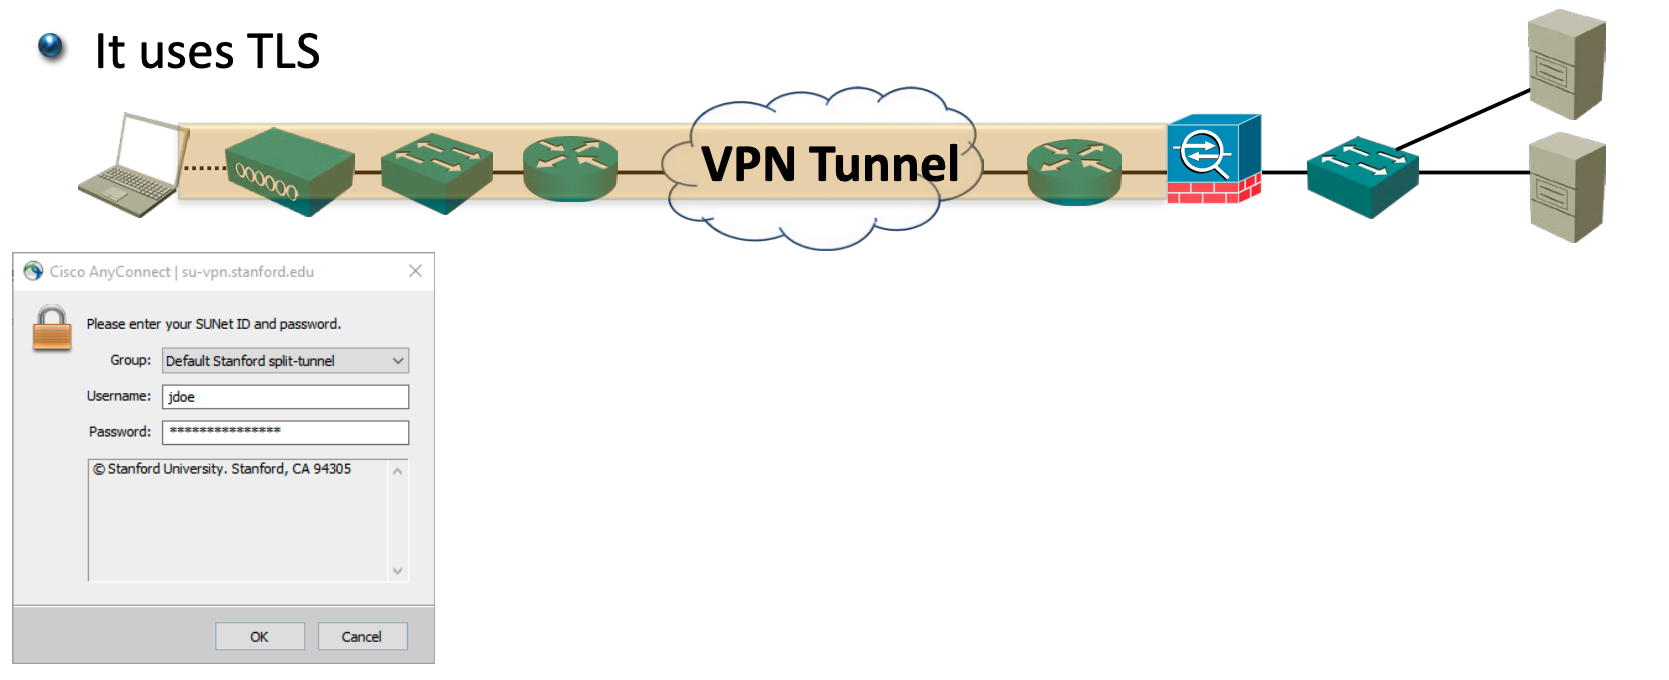 It uses TLS
VPN Tunnel
Cisco AnyConnect | su-vpn.stanford.edu
Please enter your SUNet ID and password.
Group: Default Stanford split-tunnel
Username: jdoe
Password: ***************
© Stanford University. Stanford, CA 94305
OK Cancel